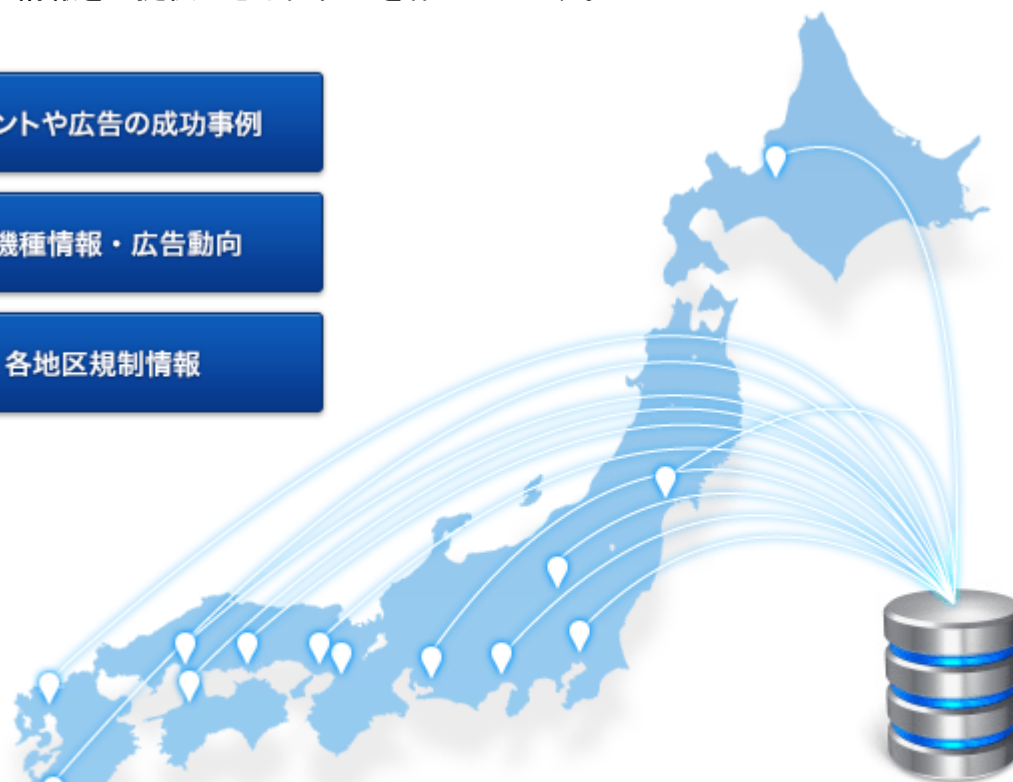 ントや広告の成功事例
機種情報・広告動向
各地区規制情報